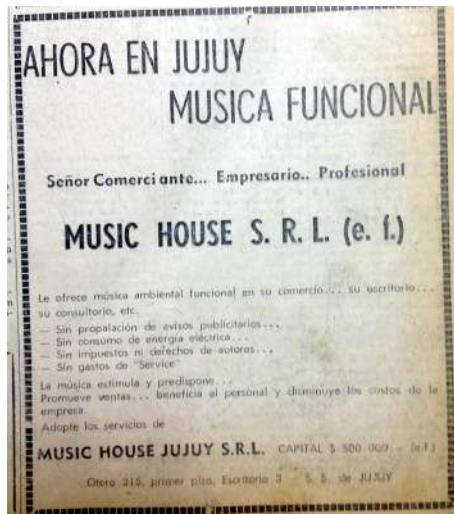 AHORA EN JUJUY
MUSICA FUNCIONAL
Señor Comerciante... Empresario.. Profesional
MUSIC HOUSE S. R. L. (e. f.)
Le ofrece música ambiental funcional en su comercio... su escritorio...
su consultorio, etc.
— Sin propalación de avisos publicitarios...
— Sin consumo de energía eléctrica...
— Sin impuestos ni derechos de autores...
— Sin gastos de "Service"
La música estimula y predispone...
Promueve ventas... beneficia al personal y disminuye los costos de la
empresa.
Adopte los servicios de
MUSIC HOUSE JUJUY S.R.L. CAPITAL $ 500.000.— (e.f.)
Otero 315, primer piso, Escritorio 3 - S. S. de JUJUY